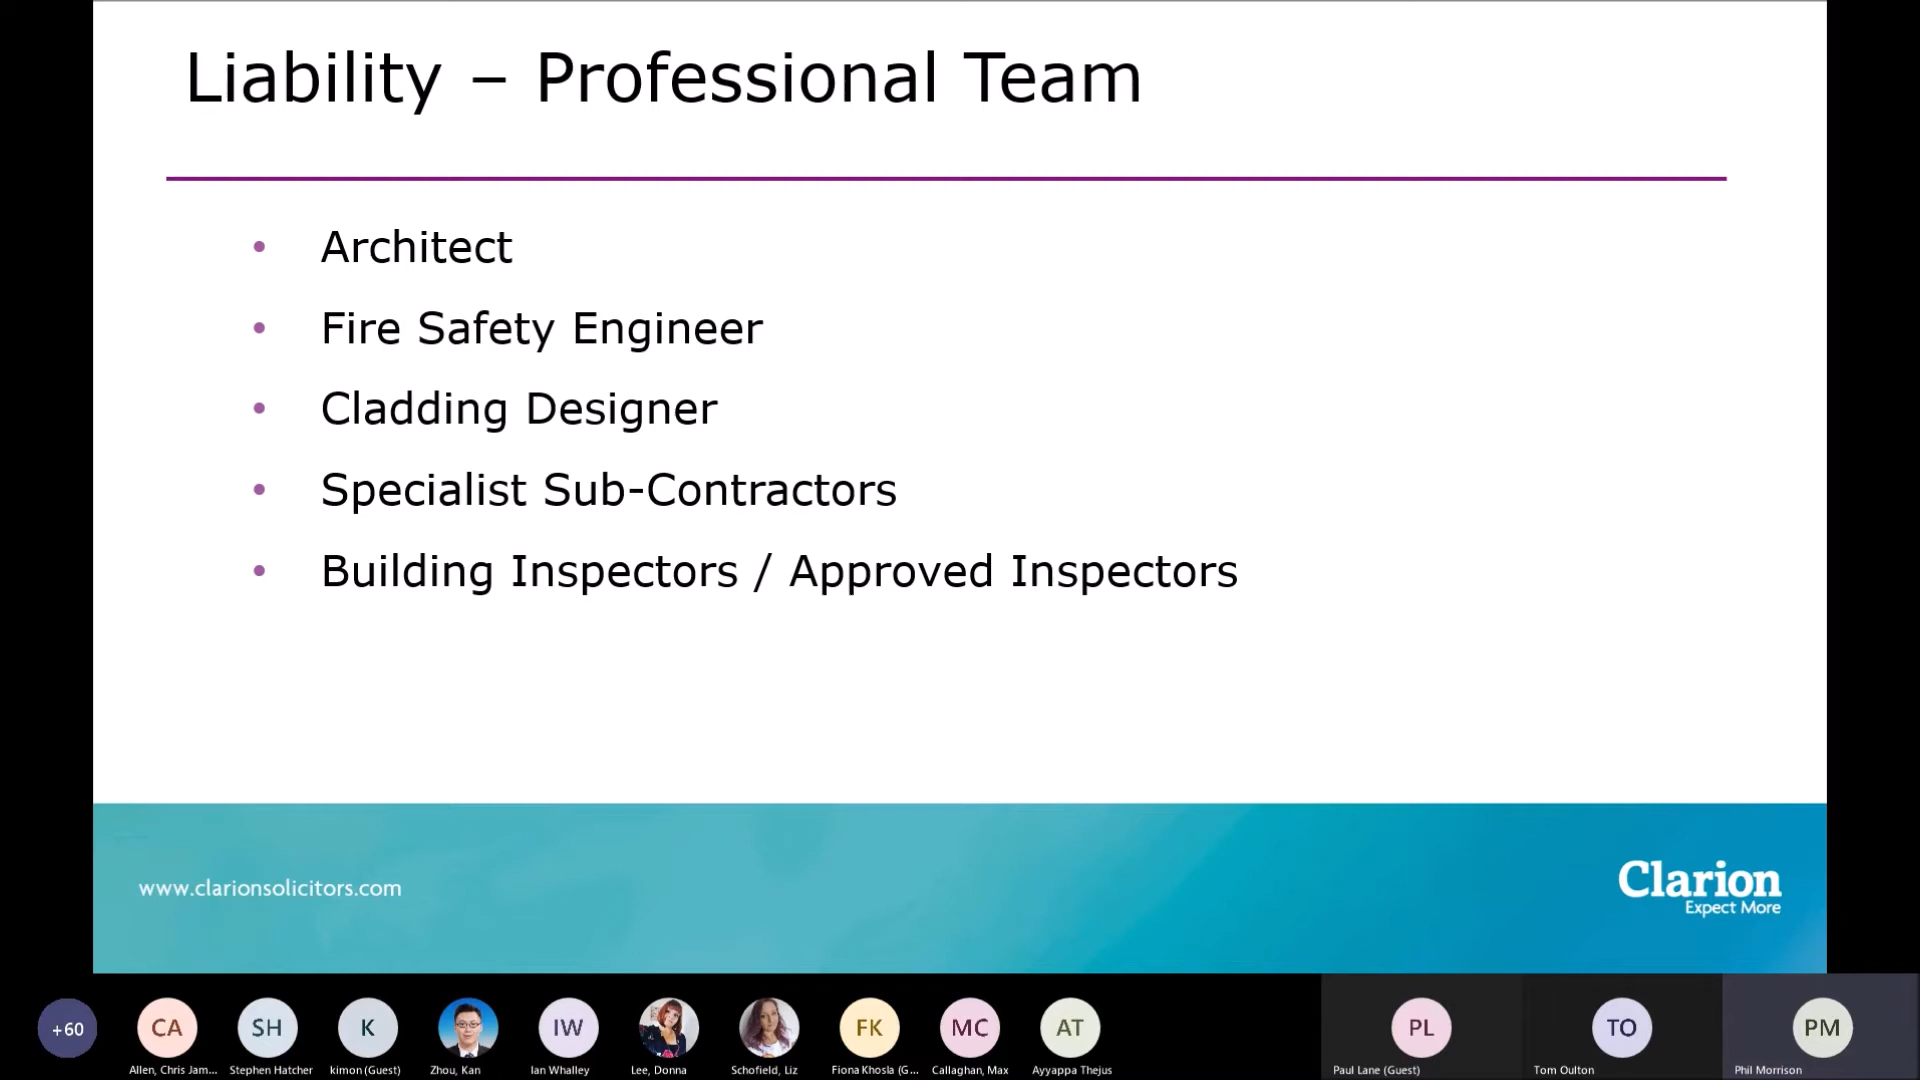 Liability – Professional Team
• Architect
• Fire Safety Engineer
• Cladding Designer
• Specialist Sub-Contractors
• Building Inspectors / Approved Inspectors
www.clarionsolicitors.com
Clarion
Expect More
+60
CA
SH
K
IW
FK
MC
AT
PL
TO
PM
Allen, Chris Jam...
Stephen Hatcher
kimon (Guest)
Zhou, Kan
Ian Whalley
Lee, Donna
Schofield, Liz
Fiona Khosla (G...
Callaghan, Max
Ayyappa Thejus
Paul Lane (Guest)
Tom Oulton
Phil Morrison